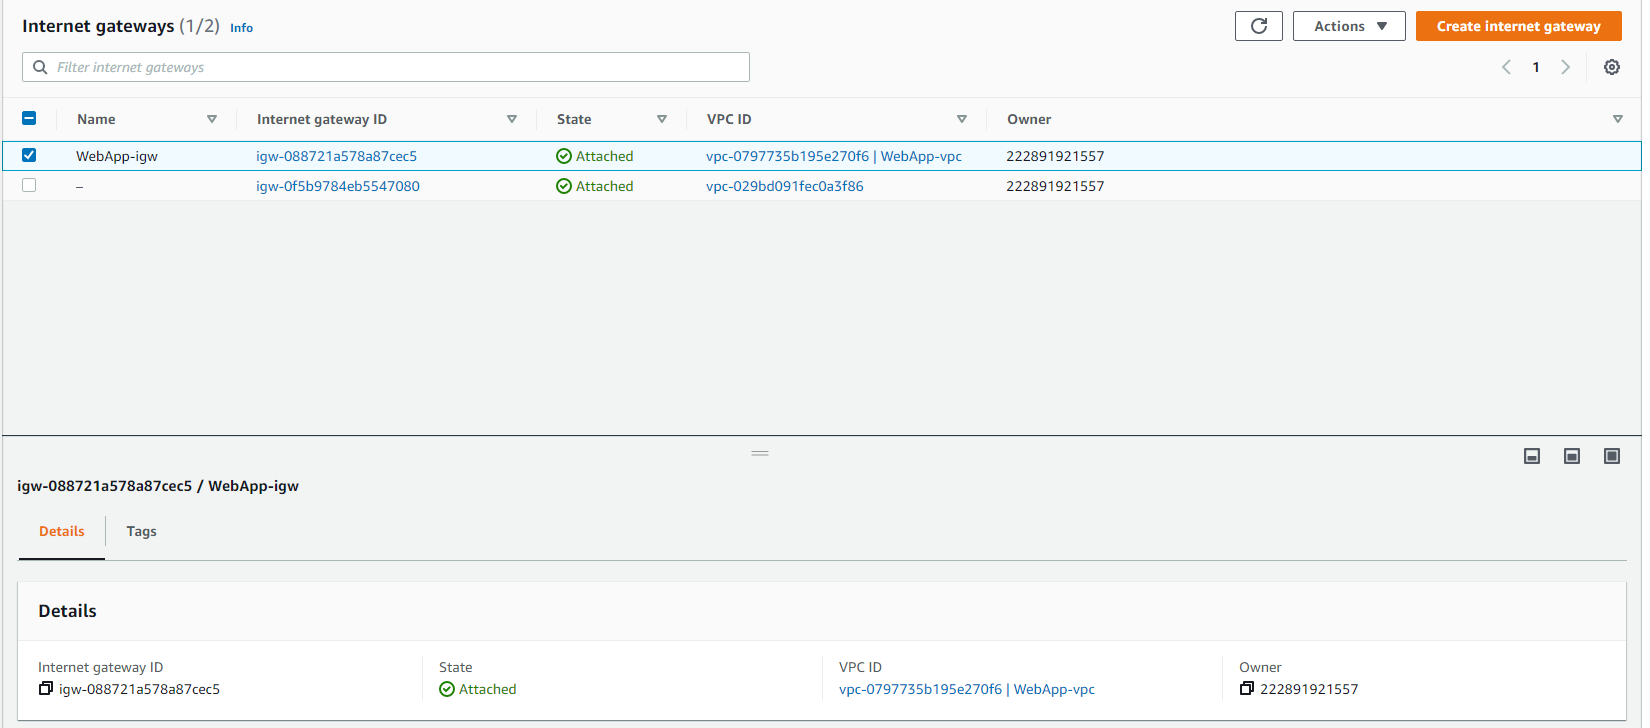 Internet gateways (1/2) Info
Actions
Create internet gateway
Filter internet gateways
1
Name Internet gateway ID State VPC ID Owner
WebApp-igw igw-088721a578a87cec5 Attached vpc-0797735b195e270f6 | WebApp-vpc 222891921557
– igw-0f5b9784eb5547080 Attached vpc-029bd091fec0a3f86 222891921557
igw-088721a578a87cec5 / WebApp-igw
Details Tags
Details
Internet gateway ID State VPC ID Owner
igw-088721a578a87cec5 Attached vpc-0797735b195e270f6 | WebApp-vpc 222891921557